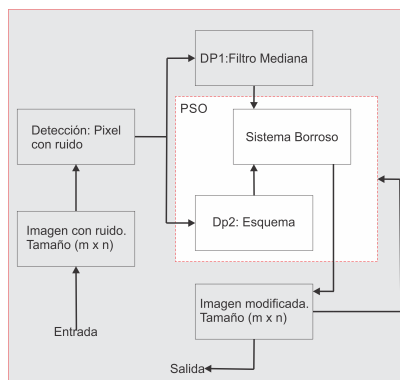 DP1:Filtro Mediana
PSO
Detección: Pixel
con ruido
Sistema Borroso
Dp2: Esquema
Imagen con ruido.
Tamaño (m x n)
Imagen modificada.
Tamaño (m x n)
Entrada
Salida